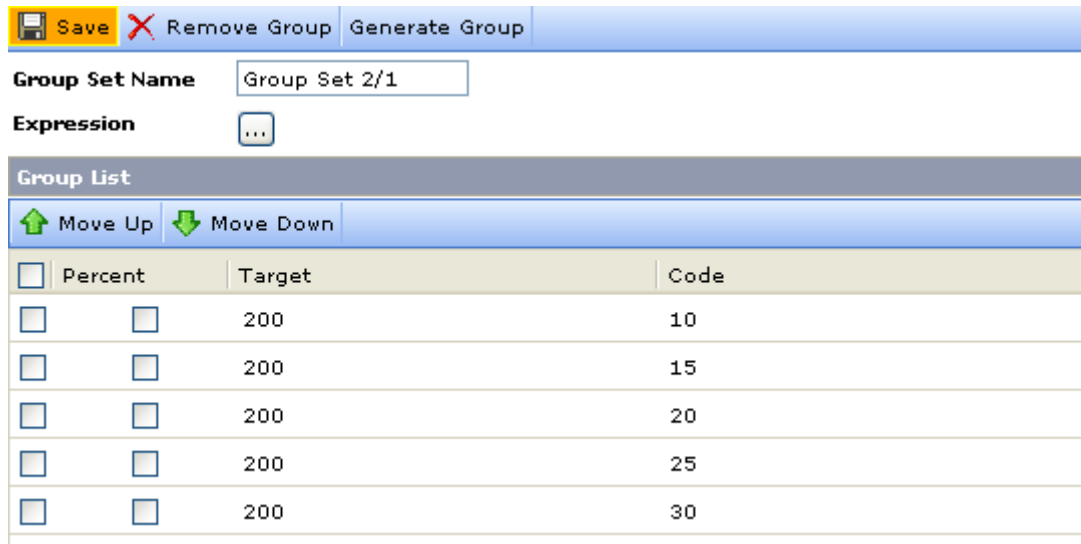 Save Remove Group Generate Group
Group Set Name Group Set 2/1
Expression ...
Group List
Move Up Move Down
Percent Target Code
200 10
200 15
200 20
200 25
200 30